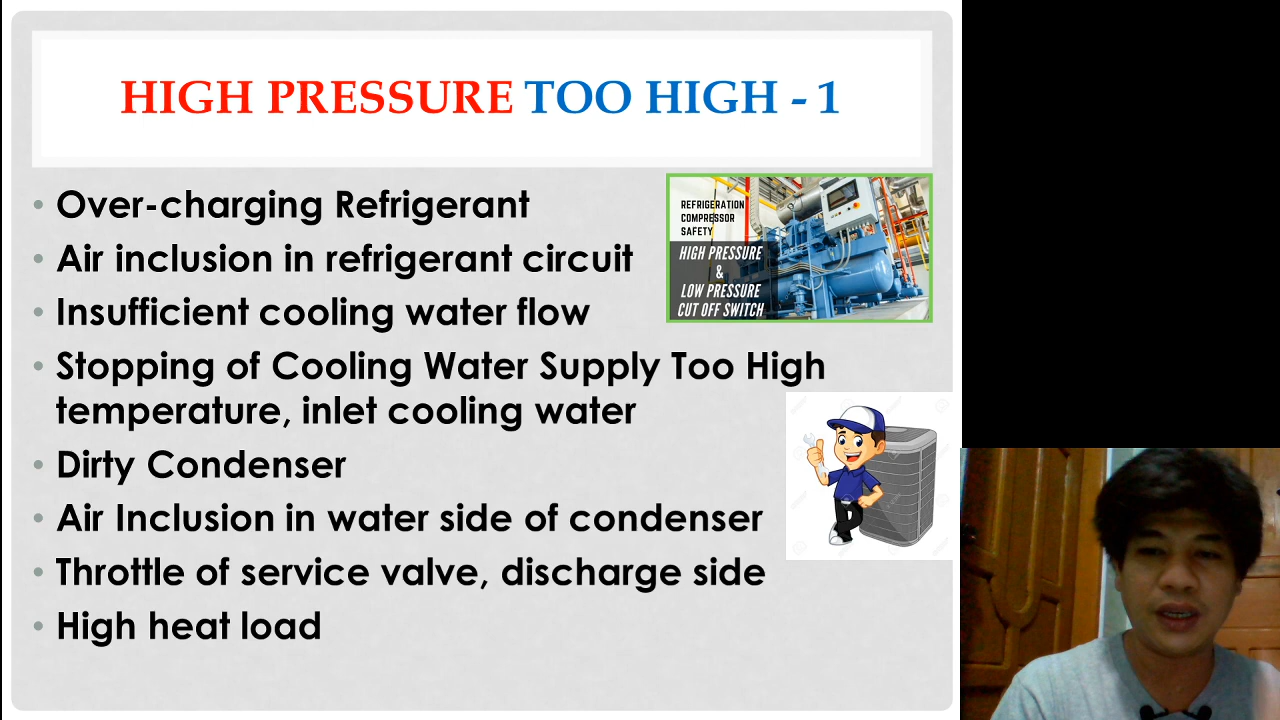 HIGH PRESSURE TOO HIGH - 1
• Over-charging Refrigerant
• Air inclusion in refrigerant circuit
• Insufficient cooling water flow
• Stopping of Cooling Water Supply Too High
temperature, inlet cooling water
• Dirty Condenser
• Air Inclusion in water side of condenser
• Throttle of service valve, discharge side
• High heat load
REFRIGERATION
COMPRESSOR
SAFETY
HIGH PRESSURE
&
LOW PRESSURE
CUT OFF SWITCH